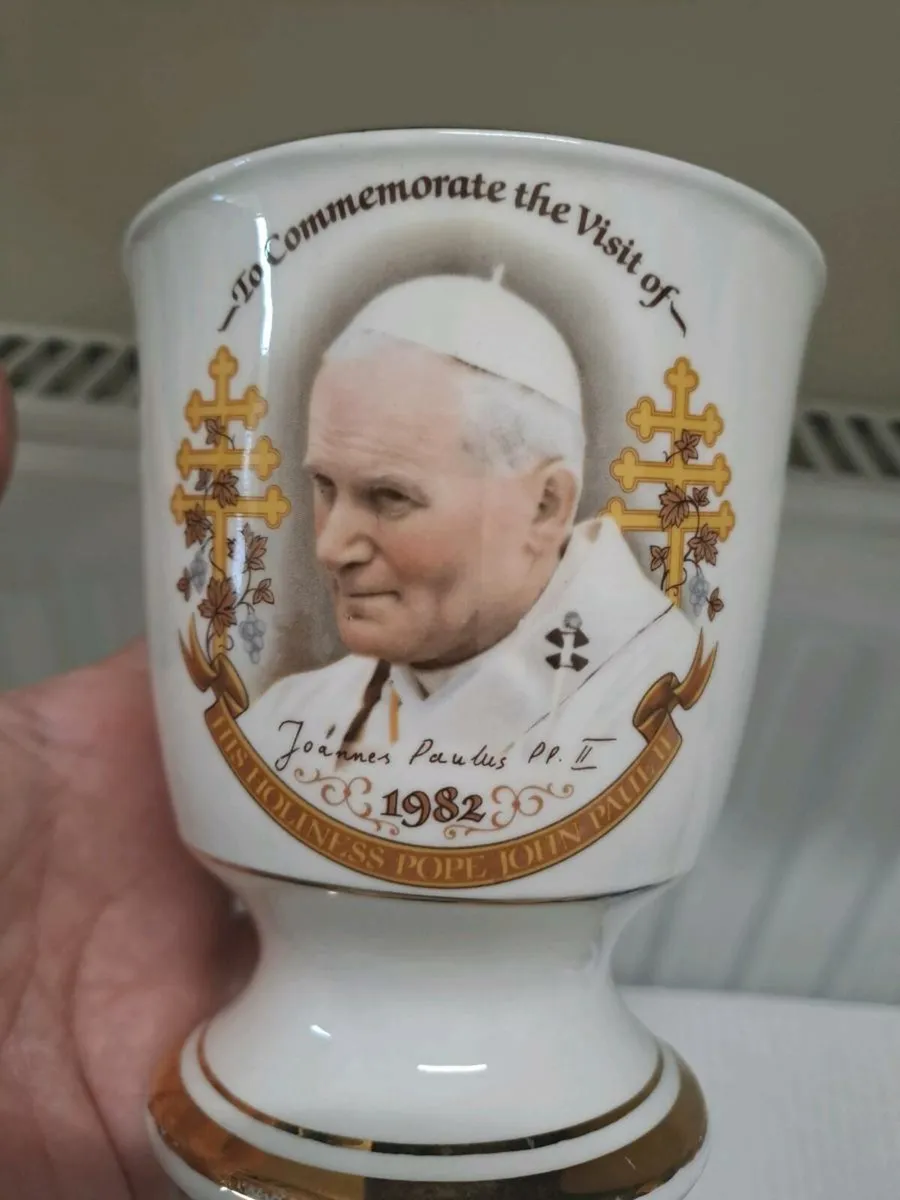 To Commemorate the Visit of
Joannes Paulus PP. II
1982
HIS HOLINESS POPE JOHN PAUL II